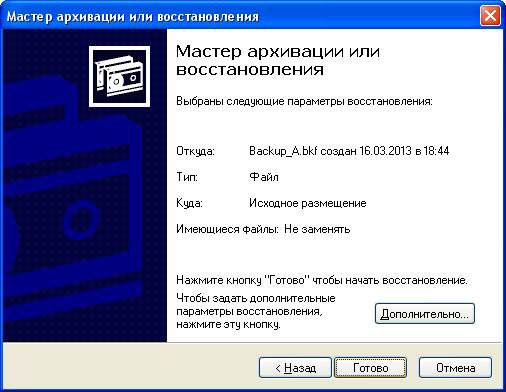 Мастер архивации или восстановления
Мастер архивации или
восстановления
Выбраны следующие параметры восстановления:
Откуда: Backup_A.bkf создан 16.03.2013 в 18:44
Тип: Файл
Куда: Исходное размещение
Имеющиеся файлы: Не заменять
Нажмите кнопку "Готово" чтобы начать восстановление.
Чтобы задать дополнительные
параметры восстановления,
нажмите эту кнопку.
Дополнительно...
< Назад Готово Отмена